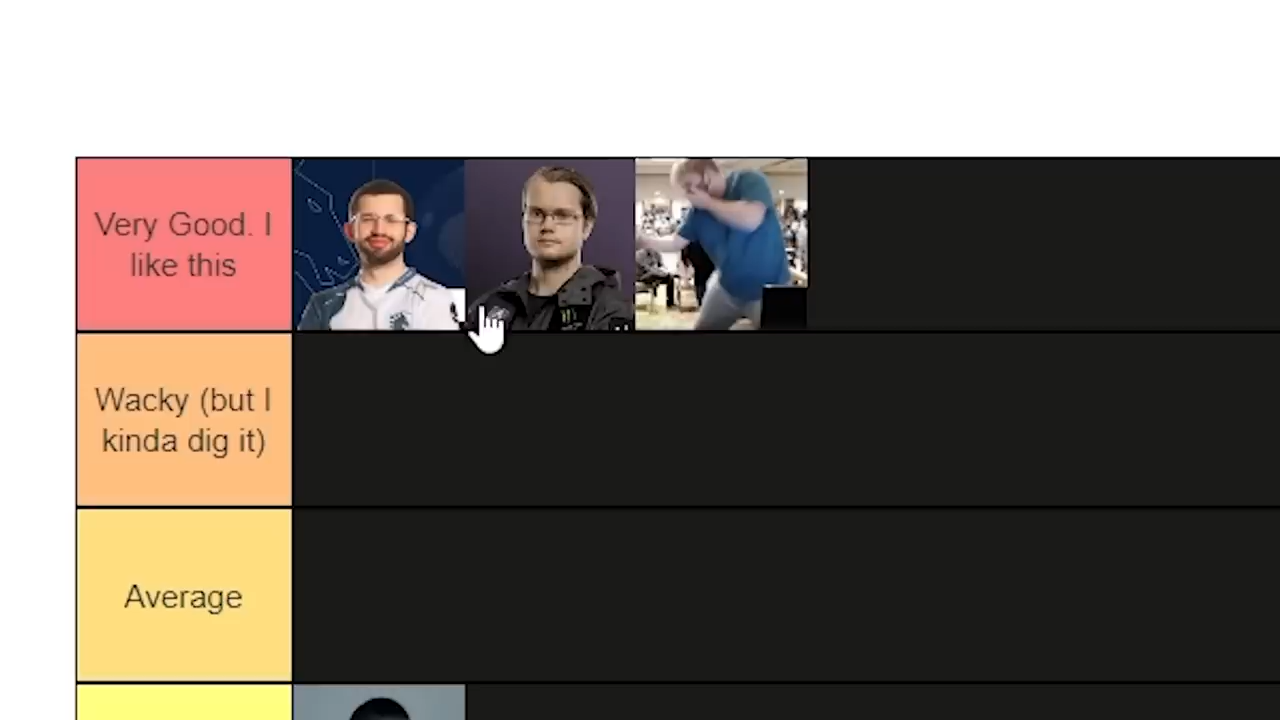 Very Good. I
like this
Wacky (but I
kinda dig it)
Average